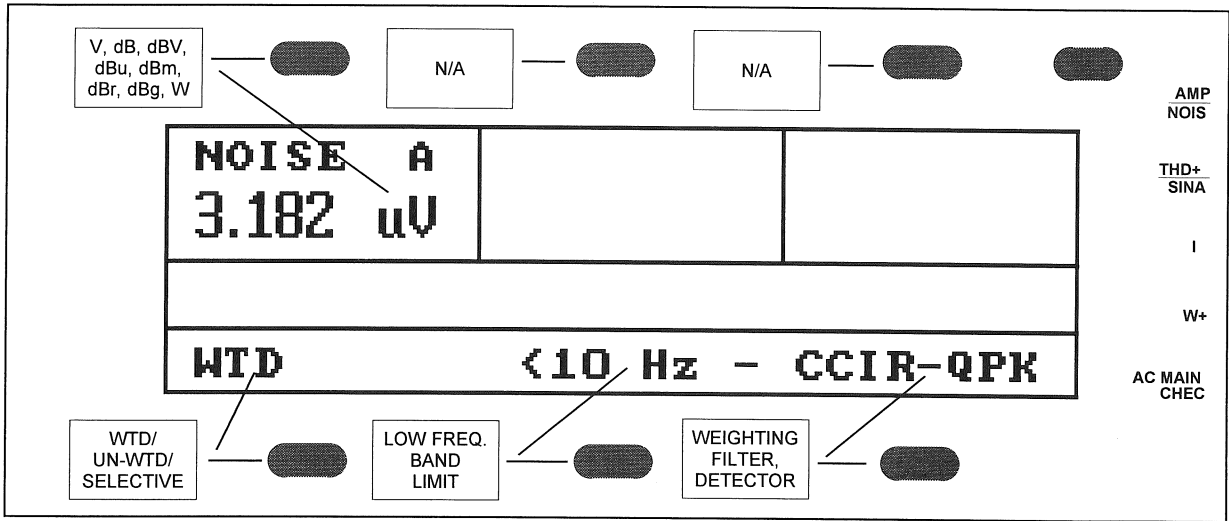 V, dB, dBV,
dBu, dBm,
dBr, dBg, W
N/A
N/A
AMP
NOIS
THD+
SINA
I
W+
AC MAIN
CHEC
NOISE A
3.182 uV
WTD <10 Hz - CCIR-QPK
WTD/
UN-WTD/
SELECTIVE
LOW FREQ.
BAND
LIMIT
WEIGHTING
FILTER,
DETECTOR